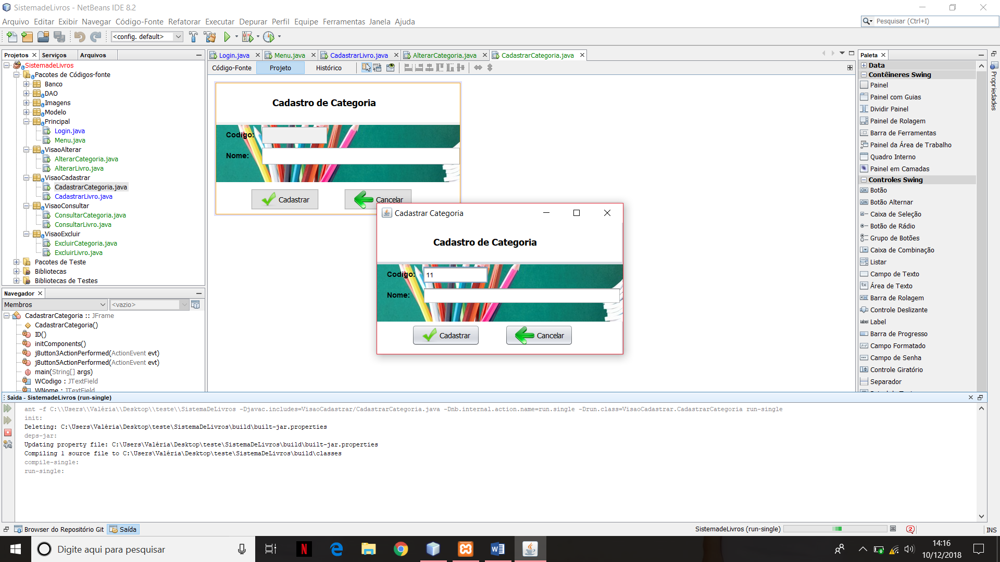 SistemadeLivros - NetBeans IDE 8.2
Arquivo Editar Exibir Navegar Código-Fonte Refatorar Executar Depurar Perfil Equipe Ferramentas Janela Ajuda
Pesquisar (Ctrl+I)
<config. default>
Projetos Serviços Arquivos
Login.java Menu.java CadastrarLivro.java AlterarCategoria.java CadastrarCategoria.java
Código-Fonte Projeto Histórico
SistemadeLivros
Pacotes de Códigos-fonte
Banco
DAO
Imagens
Modelo
Principal
Login.java
Menu.java
VisaoAlterar
AlterarCategoria.java
AlterarLivro.java
VisaoCadastrar
CadastrarCategoria.java
CadastrarLivro.java
VisaoConsultar
ConsultarCategoria.java
ConsultarLivro.java
VisaoExcluir
ExcluirCategoria.java
ExcluirLivro.java
Pacotes de Teste
Bibliotecas
Bibliotecas de Testes
Navegador
Membros
<vazio>
CadastrarCategoria :: JFrame
CadastrarCategoria()
ID()
initComponents()
jButton3ActionPerformed(ActionEvent evt)
jButton5ActionPerformed(ActionEvent evt)
main(String[] args)
WCodigo : JTextField
WNome : JTextField
Cadastro de Categoria
Codigo:
Nome:
Cadastrar Cancelar
Cadastrar Categoria
Cadastro de Categoria
Codigo: 11
Nome:
Cadastrar Cancelar
Paleta
Data
Contêineres Swing
Painel
Painel com Guias
Dividir Painel
Painel de Rolagem
Barra de Ferramentas
Painel da Área de Trabalho
Quadro Interno
Painel em Camadas
Controles Swing
Botão
Botão Alternar
Caixa de Seleção
Botão de Rádio
Grupo de Botões
Caixa de Combinação
Listar
Campo de Texto
Área de Texto
Barra de Rolagem
Controle Deslizante
Label
Barra de Progresso
Campo Formatado
Campo de Senha
Controle Giratório
Separador
Propriedades
Saída - SistemadeLivros (run-single)
ant -f C:\\Users\\Valéria\\Desktop\\teste\\SistemaDeLivros -Djavac.includes=VisaoCadastrar/CadastrarCategoria.java -Dnb.internal.action.name=run.single -Drun.class=VisaoCadastrar.CadastrarCategoria run-single
init:
Deleting: C:\Users\Valéria\Desktop\teste\SistemaDeLivros\build\built-jar.properties
deps-jar:
Updating property file: C:\Users\Valéria\Desktop\teste\SistemaDeLivros\build\built-jar.properties
Compiling 1 source file to C:\Users\Valéria\Desktop\teste\SistemaDeLivros\build\classes
compile-single:
run-single:
Browser do Repositório Git Saída
SistemadeLivros (run-single)
2
INS
Digite aqui para pesquisar
14:16
10/12/2018